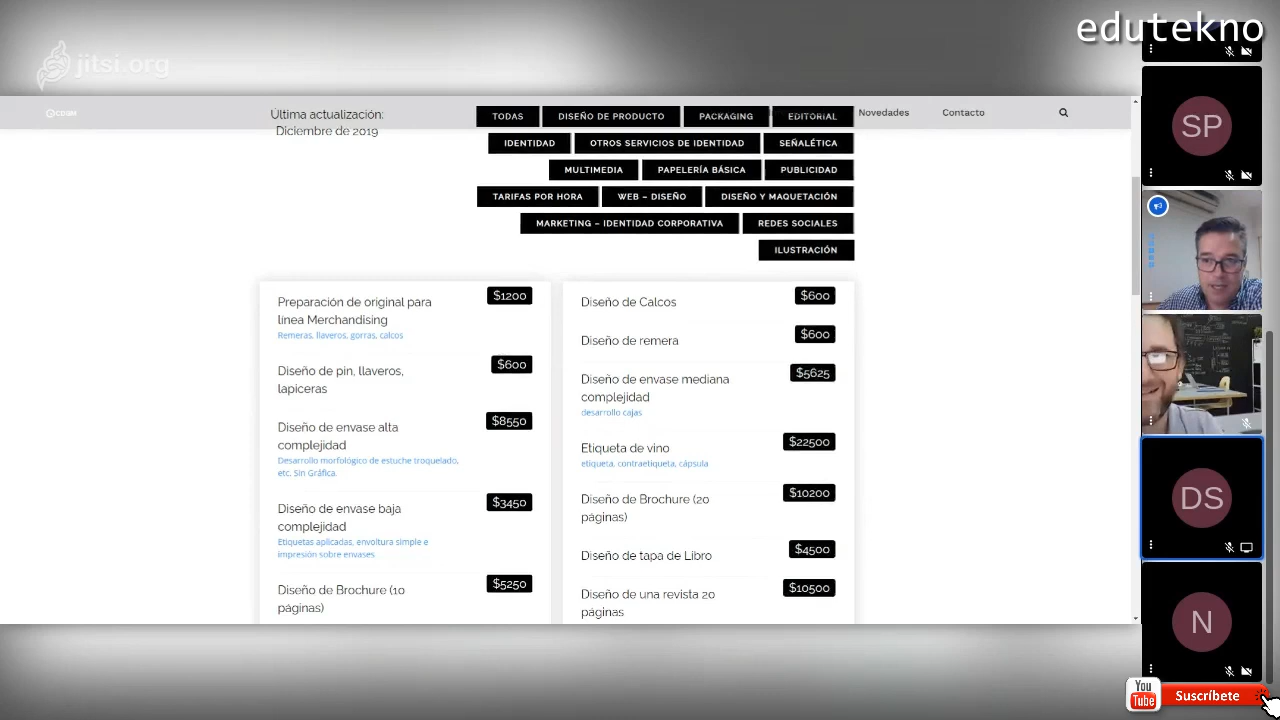 edutekno
jitsi.org
CDGM
Última actualización:
Diciembre de 2019
Novedades
Contacto
TODAS
DISEÑO DE PRODUCTO
PACKAGING
EDITORIAL
IDENTIDAD
OTROS SERVICIOS DE IDENTIDAD
SEÑALÉTICA
MULTIMEDIA
PAPELERÍA BÁSICA
PUBLICIDAD
TARIFAS POR HORA
WEB – DISEÑO
DISEÑO Y MAQUETACIÓN
MARKETING – IDENTIDAD CORPORATIVA
REDES SOCIALES
ILUSTRACIÓN
Preparación de original para
línea Merchandising
$1200
Remeras, llaveros, gorras, calcos
Diseño de pin, llaveros,
lapiceras
$600
Diseño de envase alta
complejidad
$8550
Desarrollo morfológico de estuche troquelado,
etc. Sin Gráfica.
Diseño de envase baja
complejidad
$3450
Etiquetas aplicadas, envoltura simple e
impresión sobre envases
Diseño de Brochure (10
páginas)
$5250
Diseño de Calcos
$600
Diseño de remera
$600
Diseño de envase mediana
complejidad
$5625
desarrollo cajas
Etiqueta de vino
$22500
etiqueta, contraetiqueta, cápsula
Diseño de Brochure (20
páginas)
$10200
Diseño de tapa de Libro
$4500
Diseño de una revista 20
páginas
$10500
SP
DS
N
You
Tube
Suscríbete